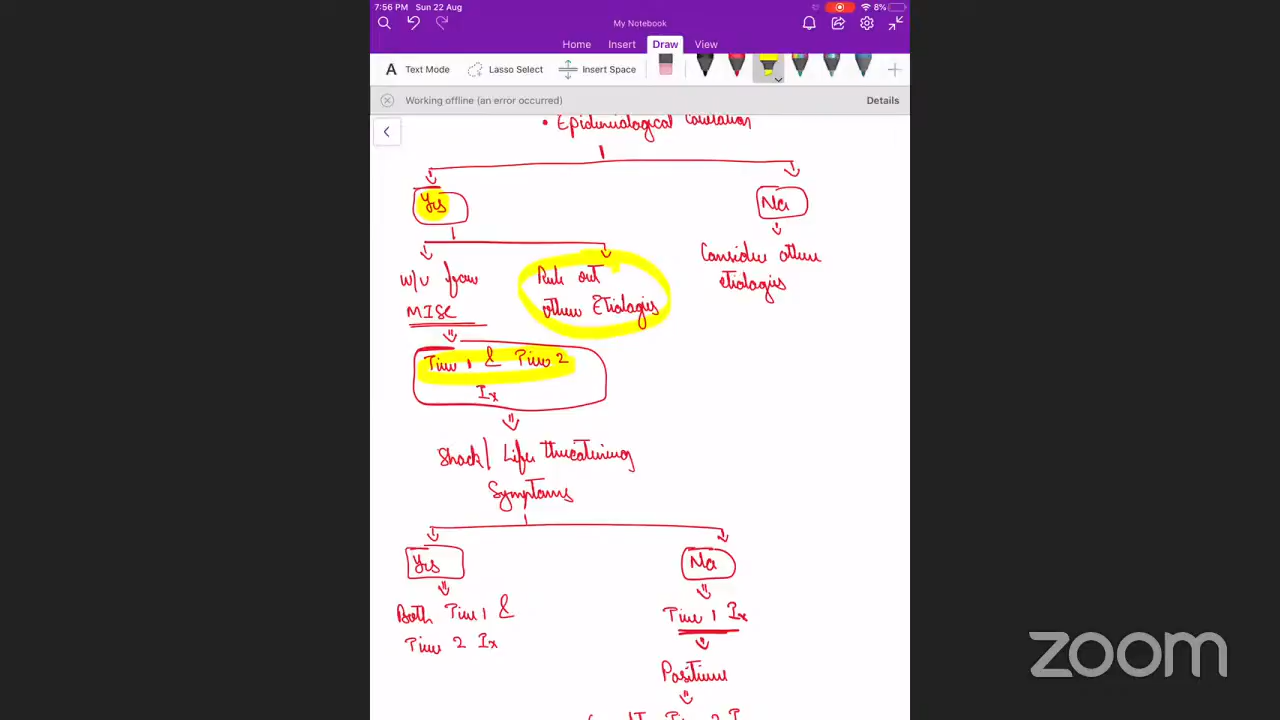 7:56 PM Sun 22 Aug
8%
My Notebook
Home Insert Draw View
A Text Mode Lasso Select Insert Space
Working offline (an error occurred) Details
• Epidemiological
Yes No
W/U for MISC
Rule out other Etiologies
Consider other etiologies
Tier 1 & Tier 2
Ix
Shock/ Life threatening
Symptoms
Yes No
Both Tier 1 &
Tier 2 Ix
Tier 1 Ix
Positive
zoom